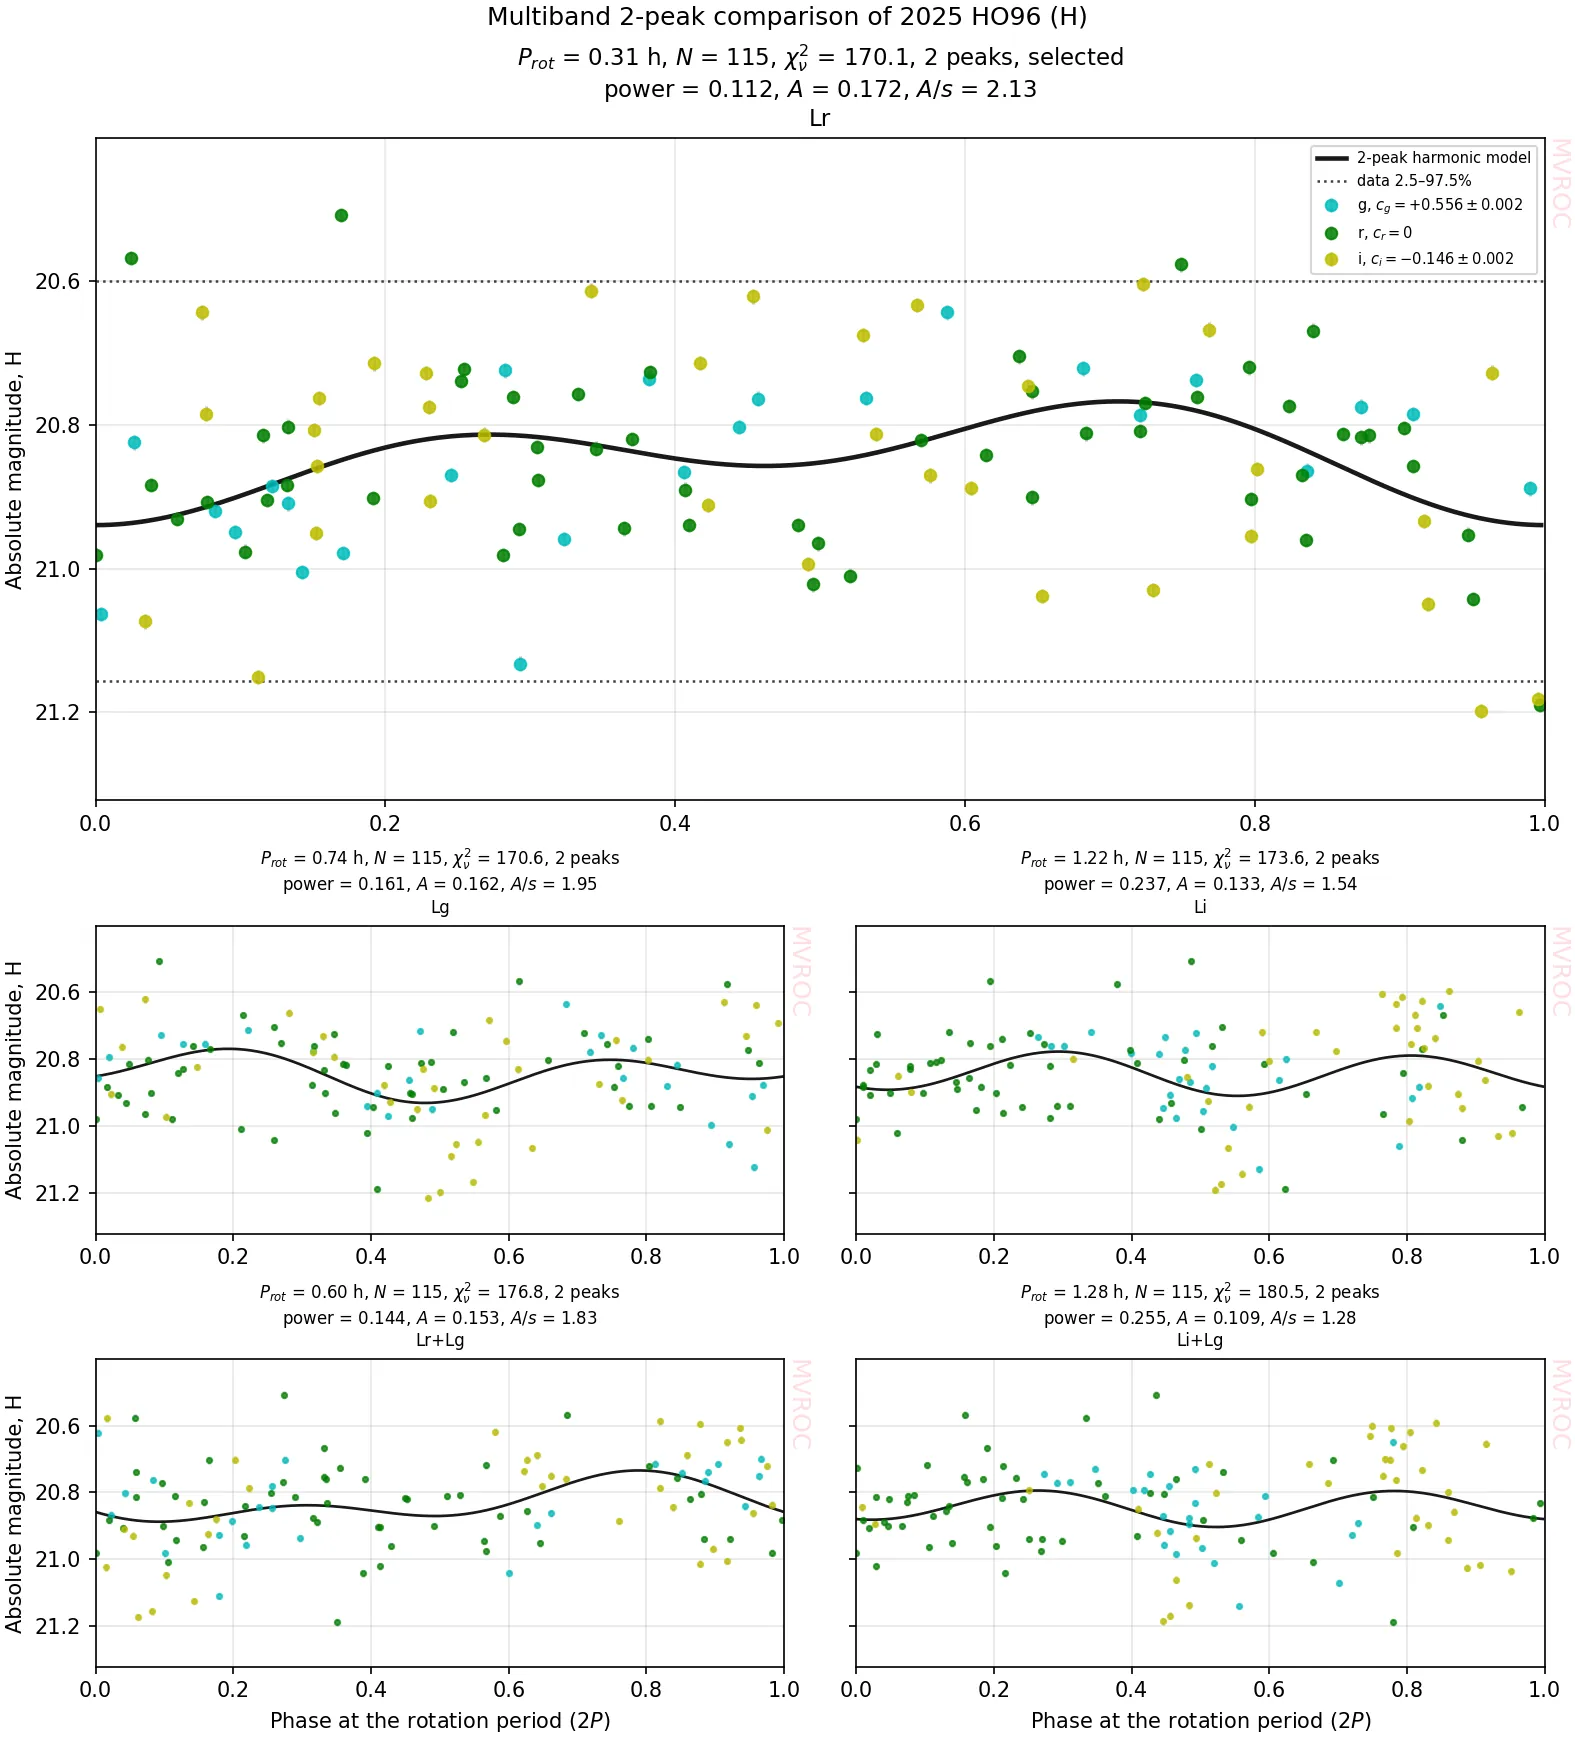 Multiband 2-peak comparison of 2025 HO96 (H)
P_rot = 0.31 h, N = 115, χ²_ν = 170.1, 2 peaks, selected
power = 0.112, A = 0.172, A/s = 2.13
Lr
2-peak harmonic model
data 2.5–97.5%
g, c_g = +0.556 ± 0.002
r, c_r = 0
i, c_i = −0.146 ± 0.002
MVROC
Absolute magnitude, H
20.6
20.8
21.0
21.2
0.0 0.2 0.4 0.6 0.8 1.0
P_rot = 0.74 h, N = 115, χ²_ν = 170.6, 2 peaks
power = 0.161, A = 0.162, A/s = 1.95
Lg
MVROC
Absolute magnitude, H
20.6
20.8
21.0
21.2
0.0 0.2 0.4 0.6 0.8 1.0
P_rot = 1.22 h, N = 115, χ²_ν = 173.6, 2 peaks
power = 0.237, A = 0.133, A/s = 1.54
Li
MVROC
0.0 0.2 0.4 0.6 0.8 1.0
P_rot = 0.60 h, N = 115, χ²_ν = 176.8, 2 peaks
power = 0.144, A = 0.153, A/s = 1.83
Lr+Lg
MVROC
Absolute magnitude, H
20.6
20.8
21.0
21.2
0.0 0.2 0.4 0.6 0.8 1.0
Phase at the rotation period (2P)
P_rot = 1.28 h, N = 115, χ²_ν = 180.5, 2 peaks
power = 0.255, A = 0.109, A/s = 1.28
Li+Lg
MVROC
0.0 0.2 0.4 0.6 0.8 1.0
Phase at the rotation period (2P)